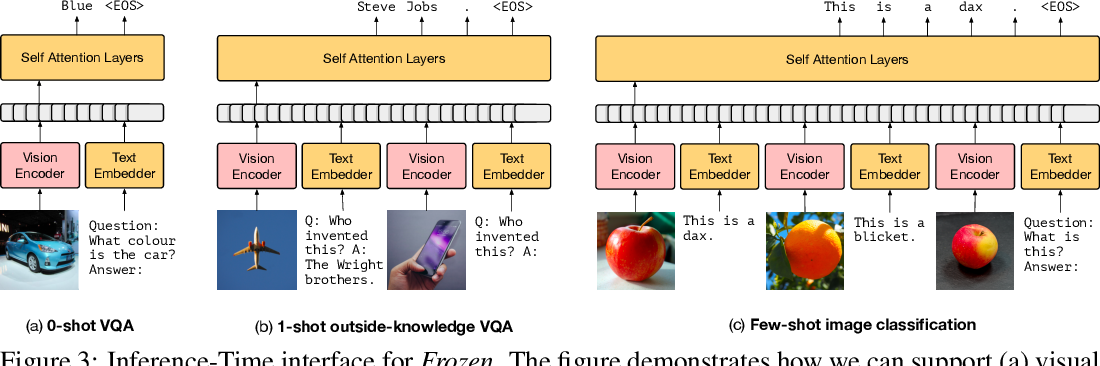 Blue <EOS>
Self Attention Layers
Vision
Encoder
Text
Embedder
Question:
What colour
is the car?
Answer:
(a) 0-shot VQA
Steve Jobs . <EOS>
Self Attention Layers
Vision
Encoder
Text
Embedder
Vision
Encoder
Text
Embedder
Q: Who
invented
this? A:
The Wright
brothers.
Q: Who
invented
this? A:
(b) 1-shot outside-knowledge VQA
This is a dax . <EOS>
Self Attention Layers
Vision
Encoder
Text
Embedder
Vision
Encoder
Text
Embedder
Vision
Encoder
Text
Embedder
This is a
dax.
This is a
blicket.
Question:
What is
this?
Answer:
(c) Few-shot image classification
Figure 3: Inference-Time interface for Frozen. The figure demonstrates how we can support (a) visual